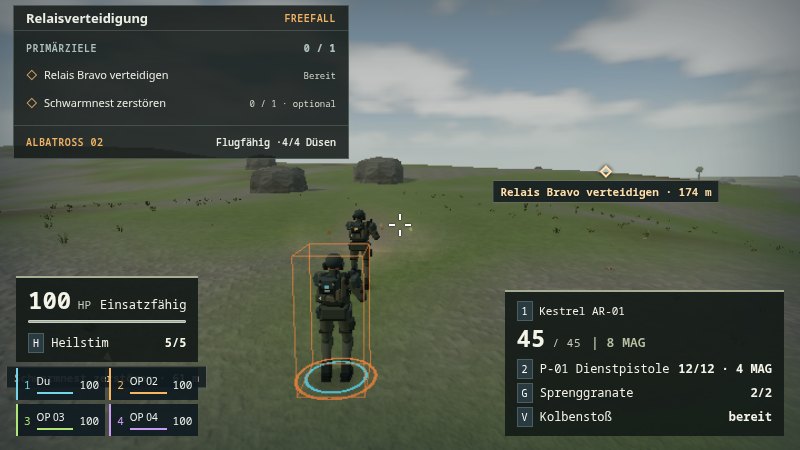 Relaisverteidigung FREEFALL
PRIMÄRZIELE 0 / 1
Relais Bravo verteidigen Bereit
Schwarmnest zerstören 0 / 1 · optional
ALBATROSS 02 Flugfähig ·4/4 Düsen
Relais Bravo verteidigen · 174 m
100 HP Einsatzfähig
H Heilstim 5/5
1 Du 100 2 OP 02 100
3 OP 03 100 4 OP 04 100
1 Kestrel AR-01
45 / 45 | 8 MAG
2 P-01 Dienstpistole 12/12 · 4 MAG
G Sprenggranate 2/2
V Kolbenstoß bereit